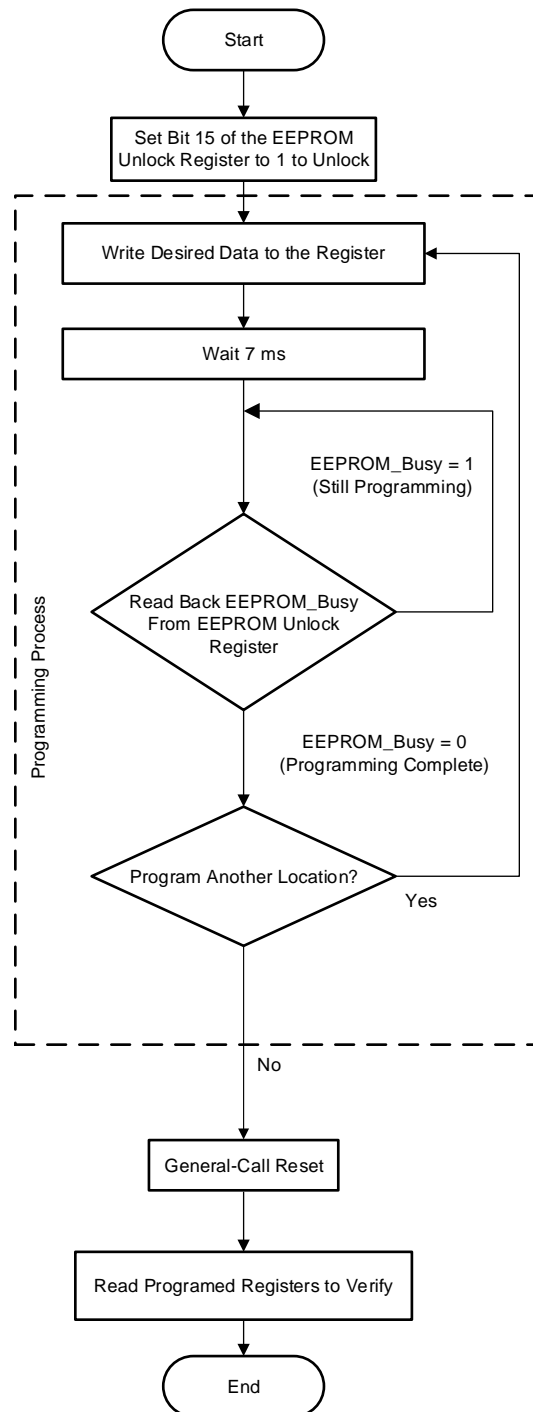 Start
Set Bit 15 of the EEPROM
Unlock Register to 1 to Unlock
Write Desired Data to the Register
Wait 7 ms
EEPROM_Busy = 1
(Still Programming)
Read Back EEPROM_Busy
From EEPROM Unlock
Register
Programming Process
EEPROM_Busy = 0
(Programming Complete)
Program Another Location?
Yes
No
General-Call Reset
Read Programed Registers to Verify
End